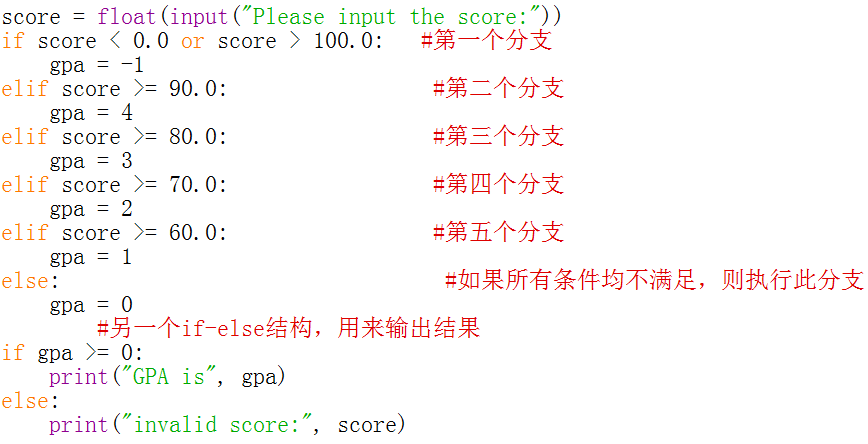 score = float(input("Please input the score:"))
if score < 0.0 or score > 100.0:   #第一个分支
    gpa = -1
elif score >= 90.0:                 #第二个分支
    gpa = 4
elif score >= 80.0:                 #第三个分支
    gpa = 3
elif score >= 70.0:                 #第四个分支
    gpa = 2
elif score >= 60.0:                 #第五个分支
    gpa = 1
else:                                #如果所有条件均不满足，则执行此分支
    gpa = 0
        #另一个if-else结构，用来输出结果
if gpa >= 0:
    print("GPA is", gpa)
else:
    print("invalid score:", score)